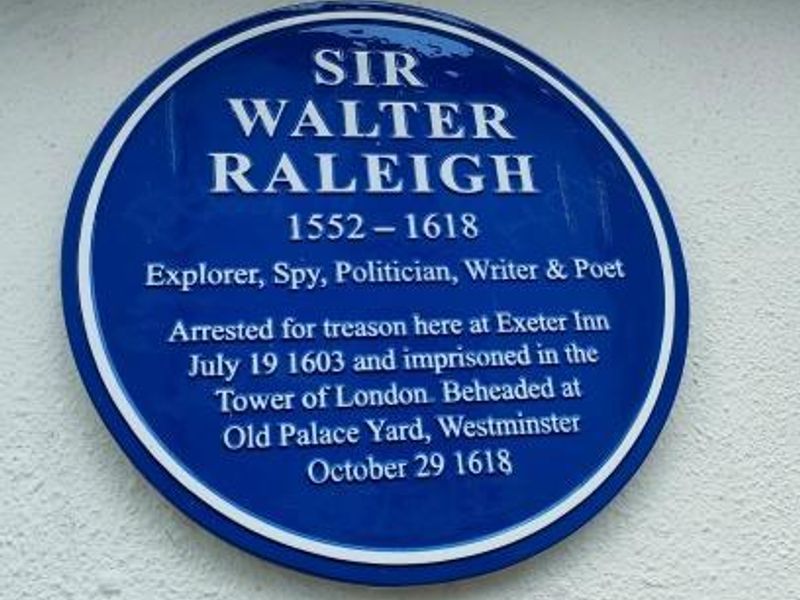 SIR
WALTER
RALEIGH
1552 – 1618
Explorer, Spy, Politician, Writer & Poet
Arrested for treason here at Exeter Inn
July 19 1603 and imprisoned in the
Tower of London. Beheaded at
Old Palace Yard, Westminster
October 29 1618